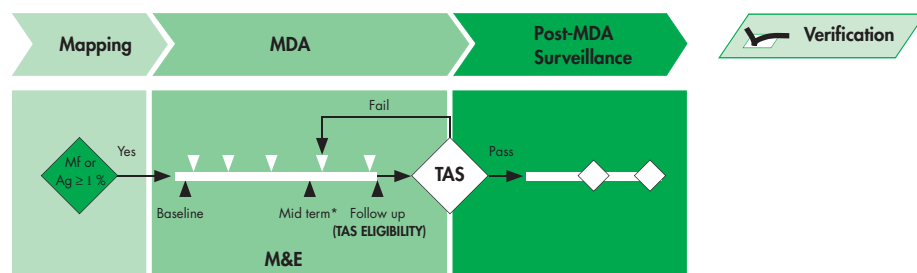 Mapping
MDA
Post-MDA
Surveillance
Verification
Fail
Mf or
Ag ≥ 1 %
Yes
TAS
Pass
Baseline
Mid term*
Follow up
(TAS ELIGIBILITY)
M&E